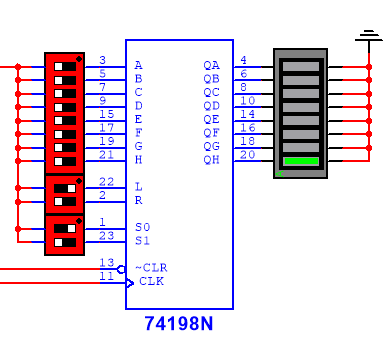 3 A QA 4
5 B QB 6
7 C QC 8
9 D QD 10
15 E QE 14
17 F QF 16
19 G QG 18
21 H QH 20
22 L
2 R
1 S0
23 S1
13 ~CLR
11 CLK
74198N